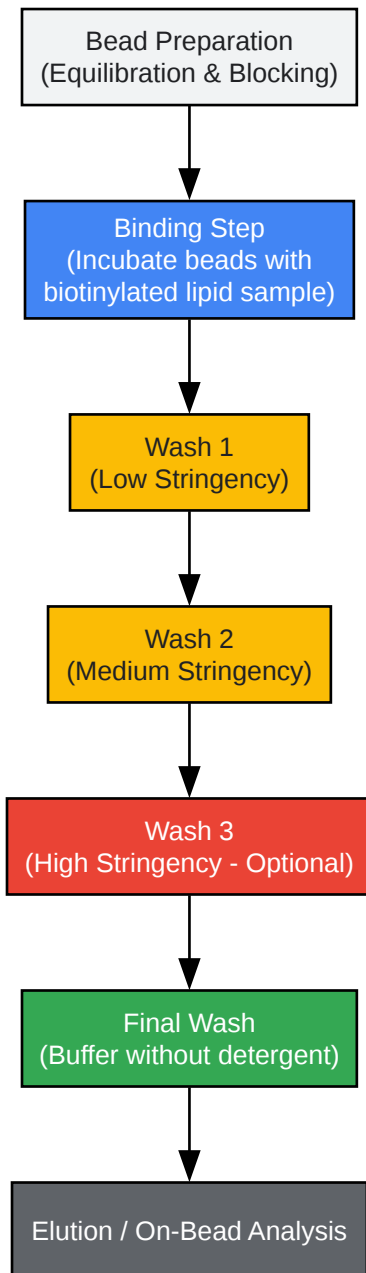 Bead Preparation
(Equilibration & Blocking)
Binding Step
(Incubate beads with
biotinylated lipid sample)
Wash 1
(Low Stringency)
Wash 2
(Medium Stringency)
Wash 3
(High Stringency - Optional)
Final Wash
(Buffer without detergent)
Elution / On-Bead Analysis